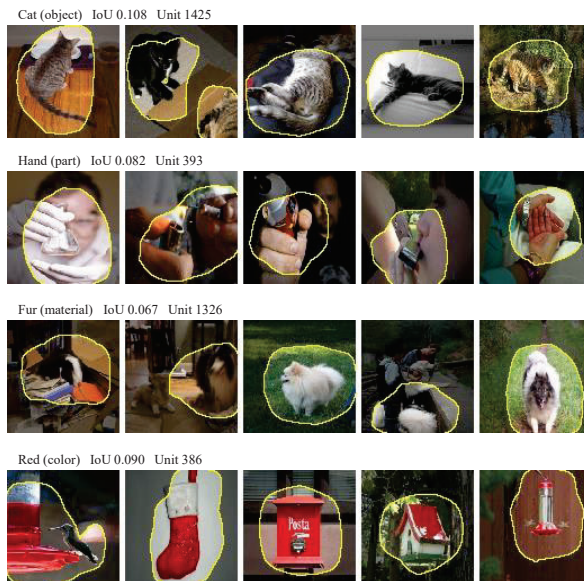 Cat (object) IoU 0.108 Unit 1425
Hand (part) IoU 0.082 Unit 393
Fur (material) IoU 0.067 Unit 1326
Red (color) IoU 0.090 Unit 386
Posta